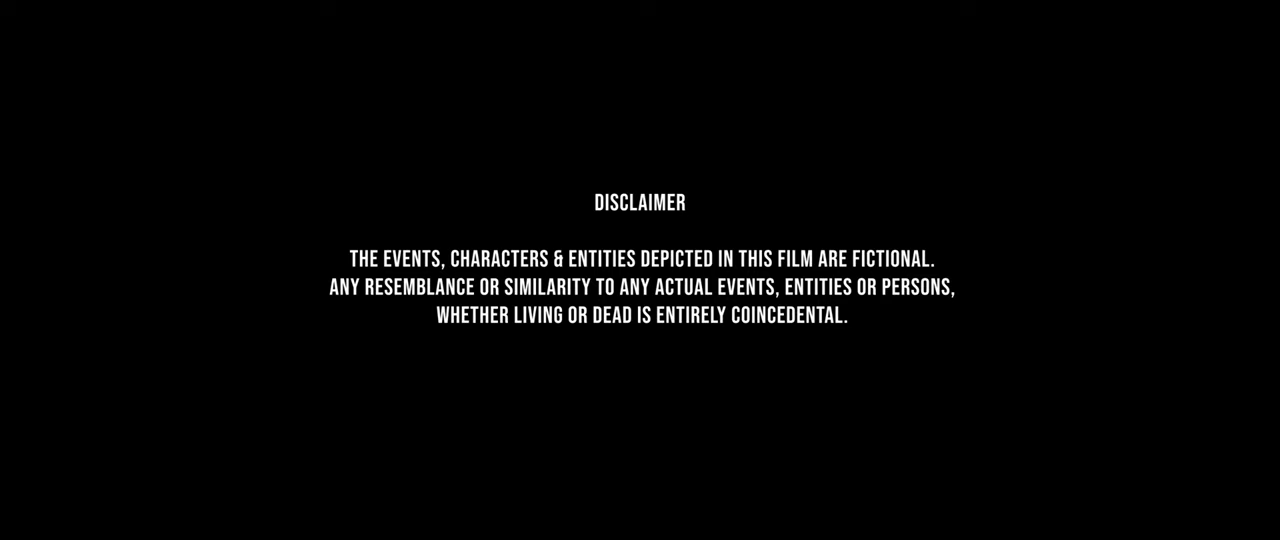 DISCLAIMER
THE EVENTS, CHARACTERS & ENTITIES DEPICTED IN THIS FILM ARE FICTIONAL.
ANY RESEMBLANCE OR SIMILARITY TO ANY ACTUAL EVENTS, ENTITIES OR PERSONS,
WHETHER LIVING OR DEAD IS ENTIRELY COINCEDENTAL.